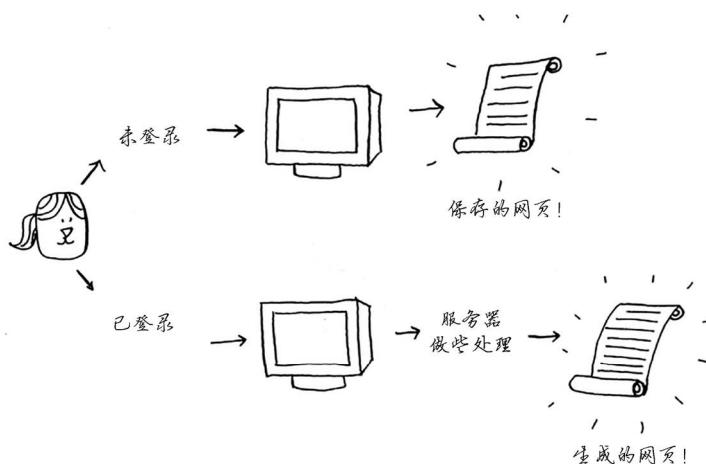 未登录
保存的网页！
已登录
服务器
做些处理
生成的网页！